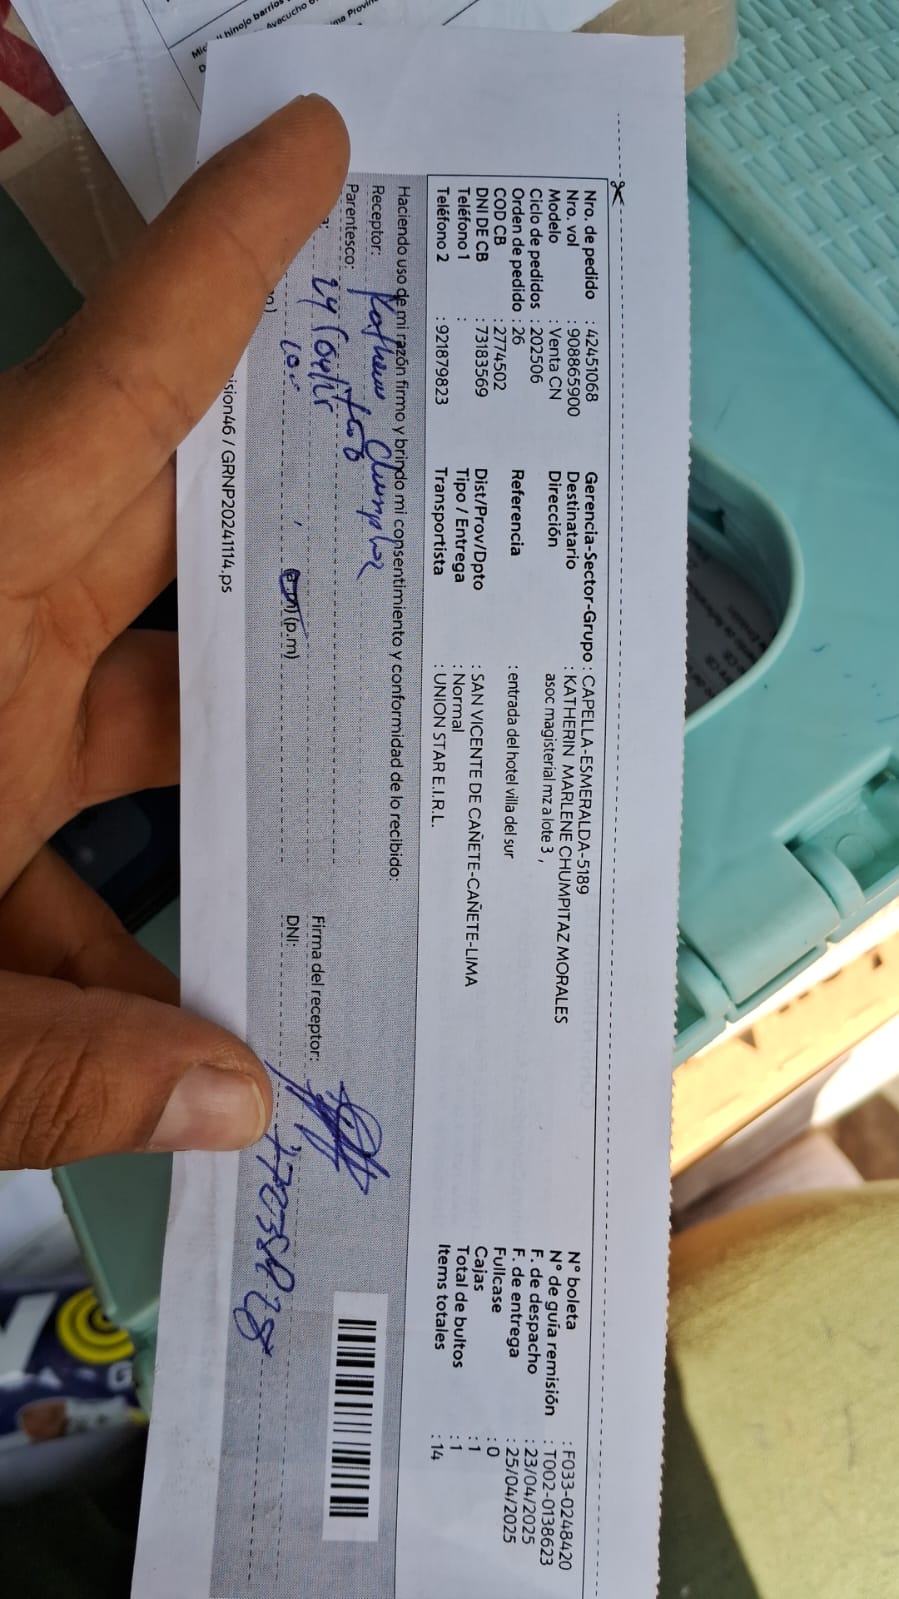 Nro. de pedido : 42451068
Nro. vol : 908865900
Modelo : Venta CN
Ciclo de pedidos : 202506
Orden de pedido : 26
COD CB : 2774502
DNI DE CB : 73183569
Teléfono 1 :
Teléfono 2 : 921879823
Gerencia-Sector-Grupo : CAPELLA-ESMERALDA-5189
Destinatario : KATHERIN MARLENE CHUMPITAZ MORALES
Dirección asoc magisterial mz a lote 3 ,
Referencia : entrada del hotel villa del sur
Dist/Prov/Dpto : SAN VICENTE DE CAÑETE-CAÑETE-LIMA
Tipo / Entrega : Normal
Transportista : UNION STAR E.I.R.L.
N° boleta : F033-0248420
N° de guía remisión : T002-0138623
F. de despacho : 23/04/2025
F. de entrega : 25/04/2025
Fullcase : 0
Cajas : 1
Total de bultos : 1
Items totales : 14
Haciendo uso de mi razón firmo y brindo mi consentimiento y conformidad de lo recibido:
Receptor:
Parentesco:
(p.m)
Firma del receptor:
DNI:
ision46 / GRNP20241114.ps